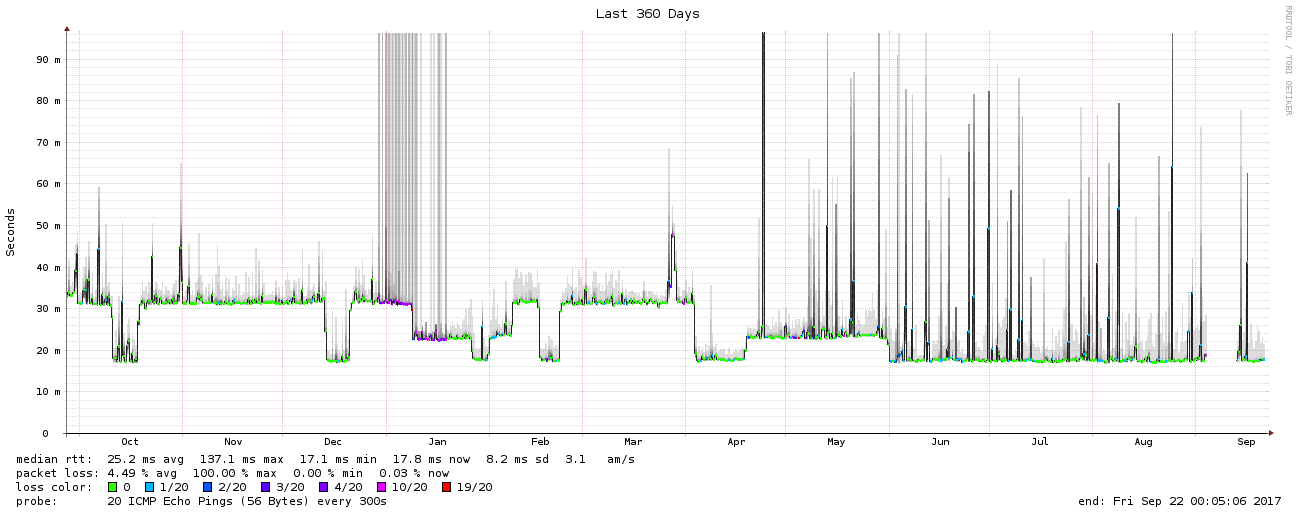 Last 360 Days
RRDTOOL / TOBI OETIKER
Seconds
90 m
80 m
70 m
60 m
50 m
40 m
30 m
20 m
10 m
0
Oct Nov Dec Jan Feb Mar Apr May Jun Jul Aug Sep
median rtt: 25.2 ms avg 137.1 ms max 17.1 ms min 17.8 ms now 8.2 ms sd 3.1 am/s
packet loss: 4.49 % avg 100.00 % max 0.00 % min 0.03 % now
loss color: 0 1/20 2/20 3/20 4/20 10/20 19/20
probe: 20 ICMP Echo Pings (56 Bytes) every 300s end: Fri Sep 22 00:05:06 2017